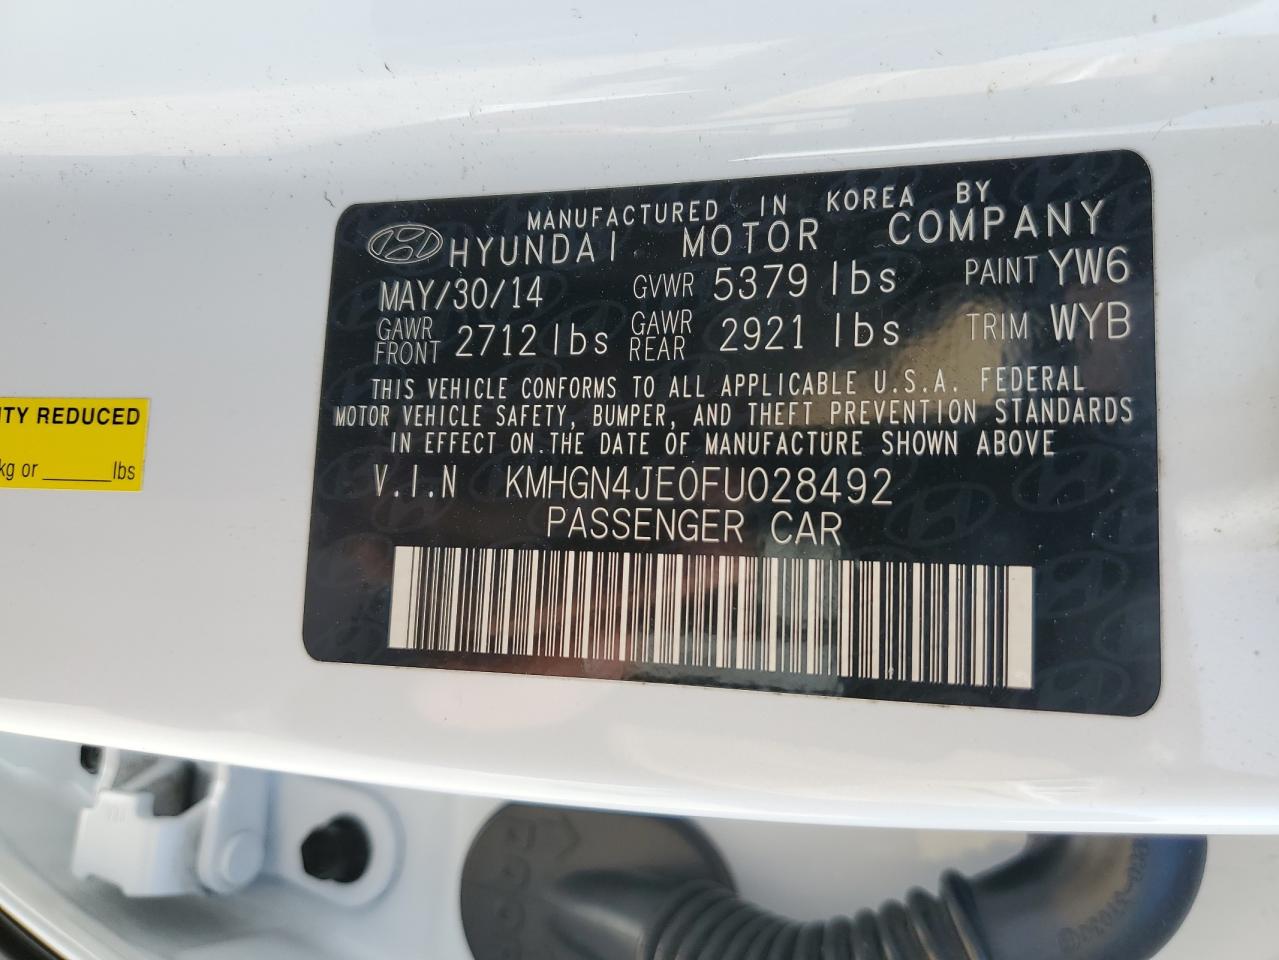 MANUFACTURED IN KOREA BY
HYUNDAI MOTOR COMPANY
MAY/30/14 GVWR 5379 lbs PAINT YW6
GAWR FRONT 2712 lbs GAWR REAR 2921 lbs TRIM WYB
THIS VEHICLE CONFORMS TO ALL APPLICABLE U.S.A. FEDERAL
MOTOR VEHICLE SAFETY, BUMPER, AND THEFT PREVENTION STANDARDS
IN EFFECT ON THE DATE OF MANUFACTURE SHOWN ABOVE
V.I.N KMHGN4JE0FU028492
PASSENGER CAR
ITY REDUCED
kg or ______lbs